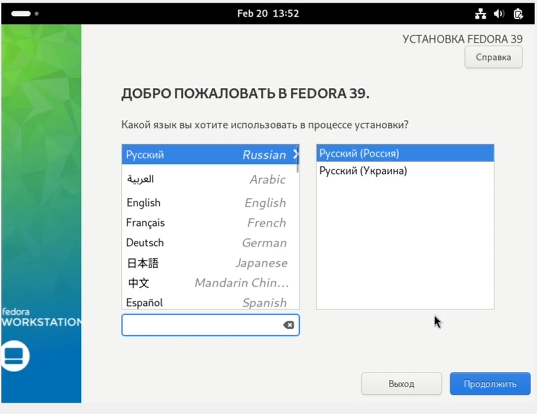 Feb 20 13:52
УСТАНОВКА FEDORA 39
Справка
ДОБРО ПОЖАЛОВАТЬ В FEDORA 39.
Какой язык вы хотите использовать в процессе установки?
Русский Russian
العربية Arabic
English English
Français French
Deutsch German
日本語 Japanese
中文 Mandarin Chin...
Español Spanish
Русский (Россия)
Русский (Украина)
fedora
WORKSTATION
Выход
Продолжить